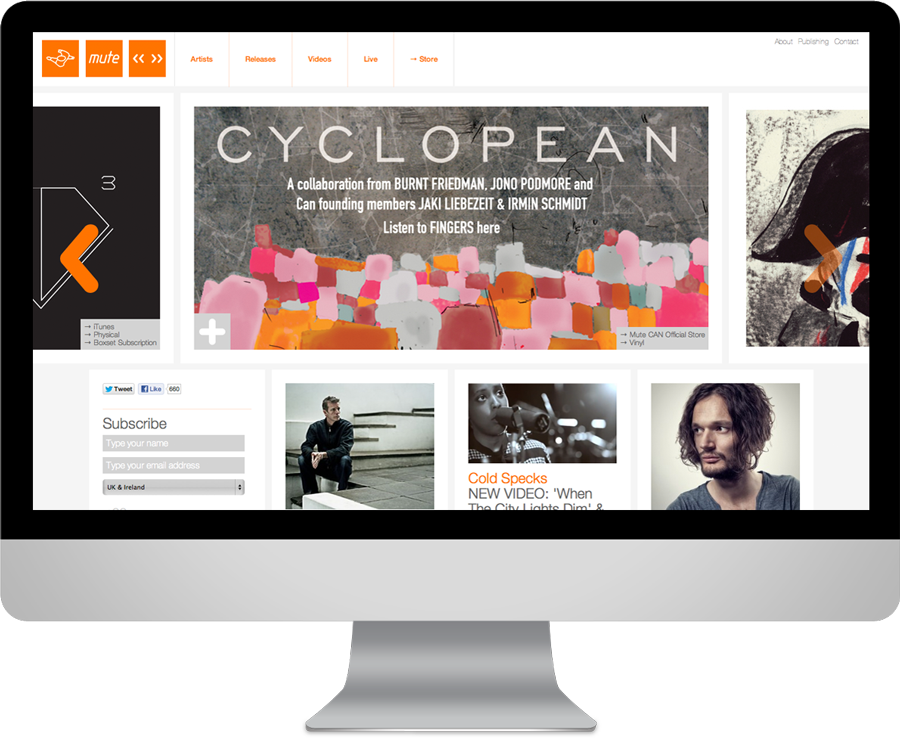 mute
Artists
Releases
Videos
Live
→ Store
About
Publishing
Contact
3
→ iTunes
→ Physical
→ Boxset Subscription
CYCLOPEAN
A collaboration from BURNT FRIEDMAN, JONO PODMORE and
Can founding members JAKI LIEBEZEIT & IRMIN SCHMIDT
Listen to FINGERS here
→ Mute CAN Official Store
→ Vinyl
Tweet
Like
660
Subscribe
Type your name
Type your email address
UK & Ireland
Cold Specks
NEW VIDEO: 'When
The City Lights Dim' &